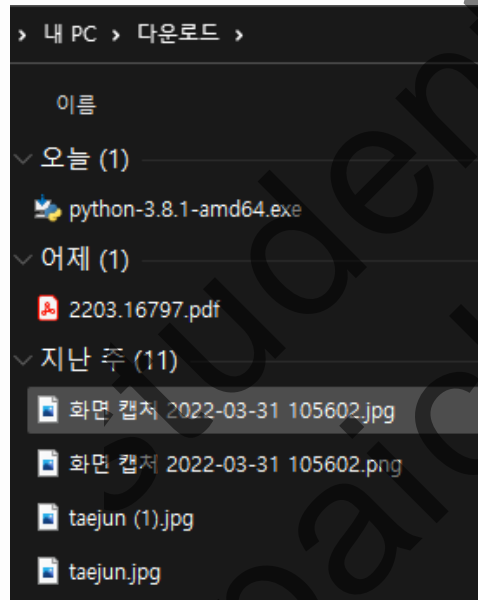 내 PC 다운로드
이름
오늘 (1)
python-3.8.1-amd64.exe
어제 (1)
2203.16797.pdf
지난 주 (11)
화면 캡처 2022-03-31 105602.jpg
화면 캡처 2022-03-31 105602.png
taejun (1).jpg
taejun.jpg